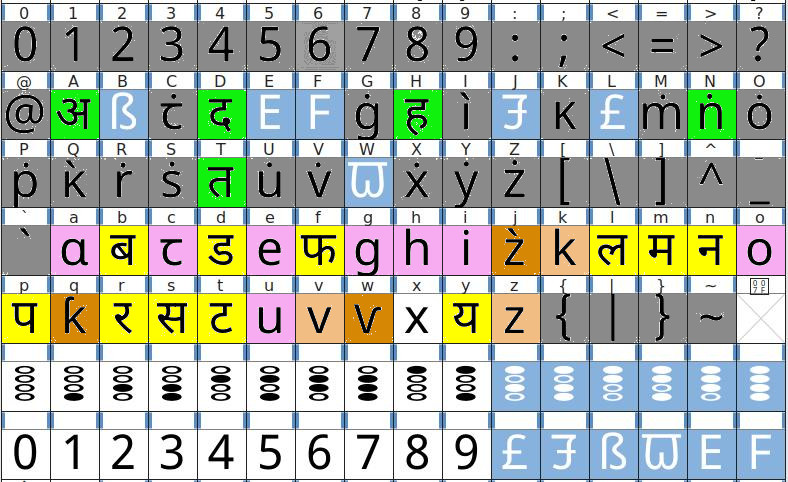 0 1 2 3 4 5 6 7 8 9 : ; < = > ?
0 1 2 3 4 5 6 7 8 9 : ; < = > ?
@ A B C D E F G H I J K L M N O
@ अ ß ꞇ̇ द E F ġ ह ì Ⅎ ĸ £ ṁ ṅ ȯ
P Q R S T U V W X Y Z [ \ ] ^ _
ṗ ṙ ṡ त u̇ v̇ ẋ ẏ ż [ \ ] ^ _
` a b c d e f g h i j k l m n o
` ɑ ब ꞇ ड e फ g h i k ल म न o
p q r s t u v w x y z { | } ~ 007F
प र स ट u v x य z { | } ~
0 1 2 3 4 5 6 7 8 9 £ ß E F